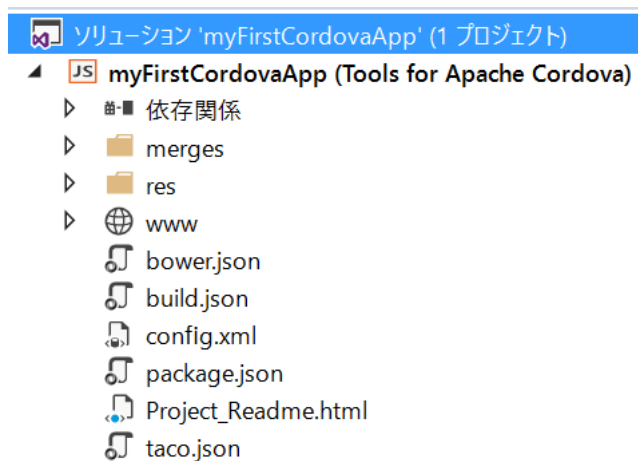 ソリューション 'myFirstCordovaApp' (1 プロジェクト)
JS myFirstCordovaApp (Tools for Apache Cordova)
依存関係
merges
res
www
bower.json
build.json
config.xml
package.json
Project_Readme.html
taco.json